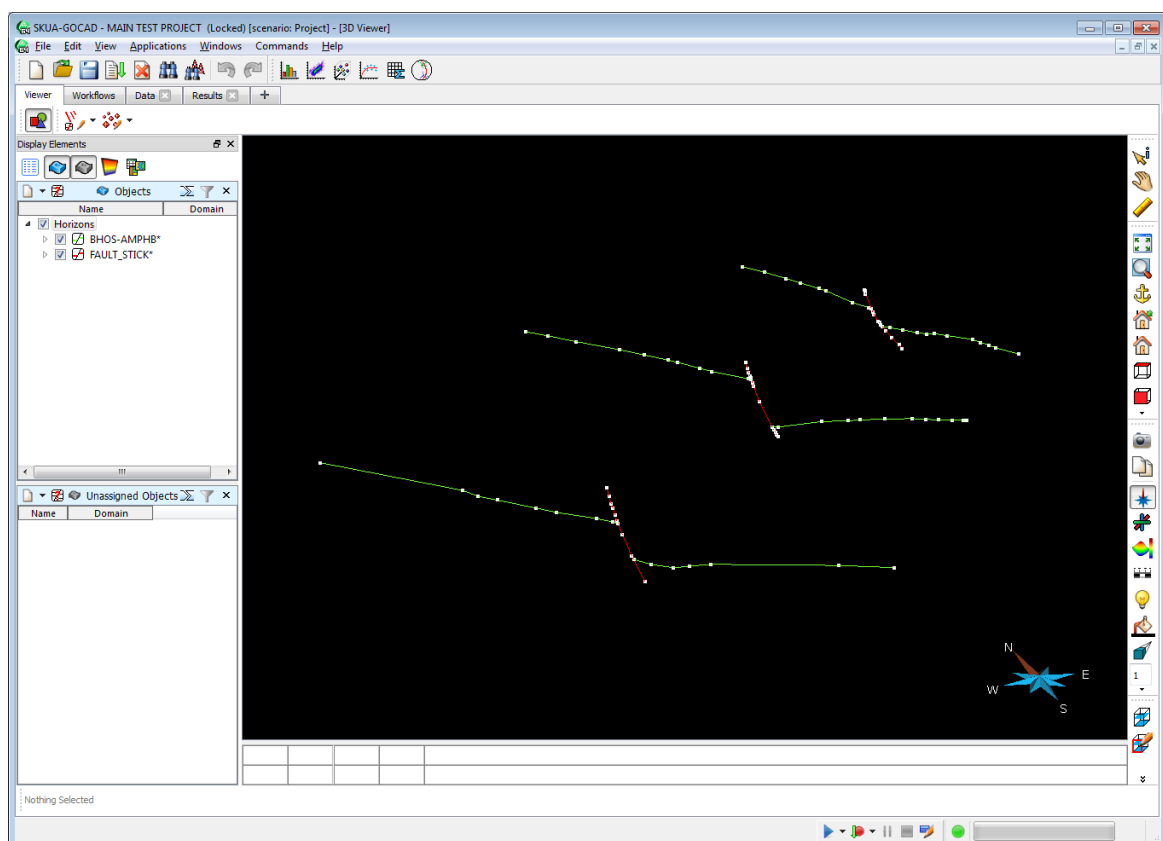 SKUA-GOCAD - MAIN TEST PROJECT (Locked) [scenario: Project] - [3D Viewer]
File Edit View Applications Windows Commands Help
Viewer Workflows Data Results +
Display Elements
Objects
Name Domain
Horizons
BHOS-AMPHB*
FAULT_STICK*
Unassigned Objects
Name Domain
N
E
W
S
1
Nothing Selected